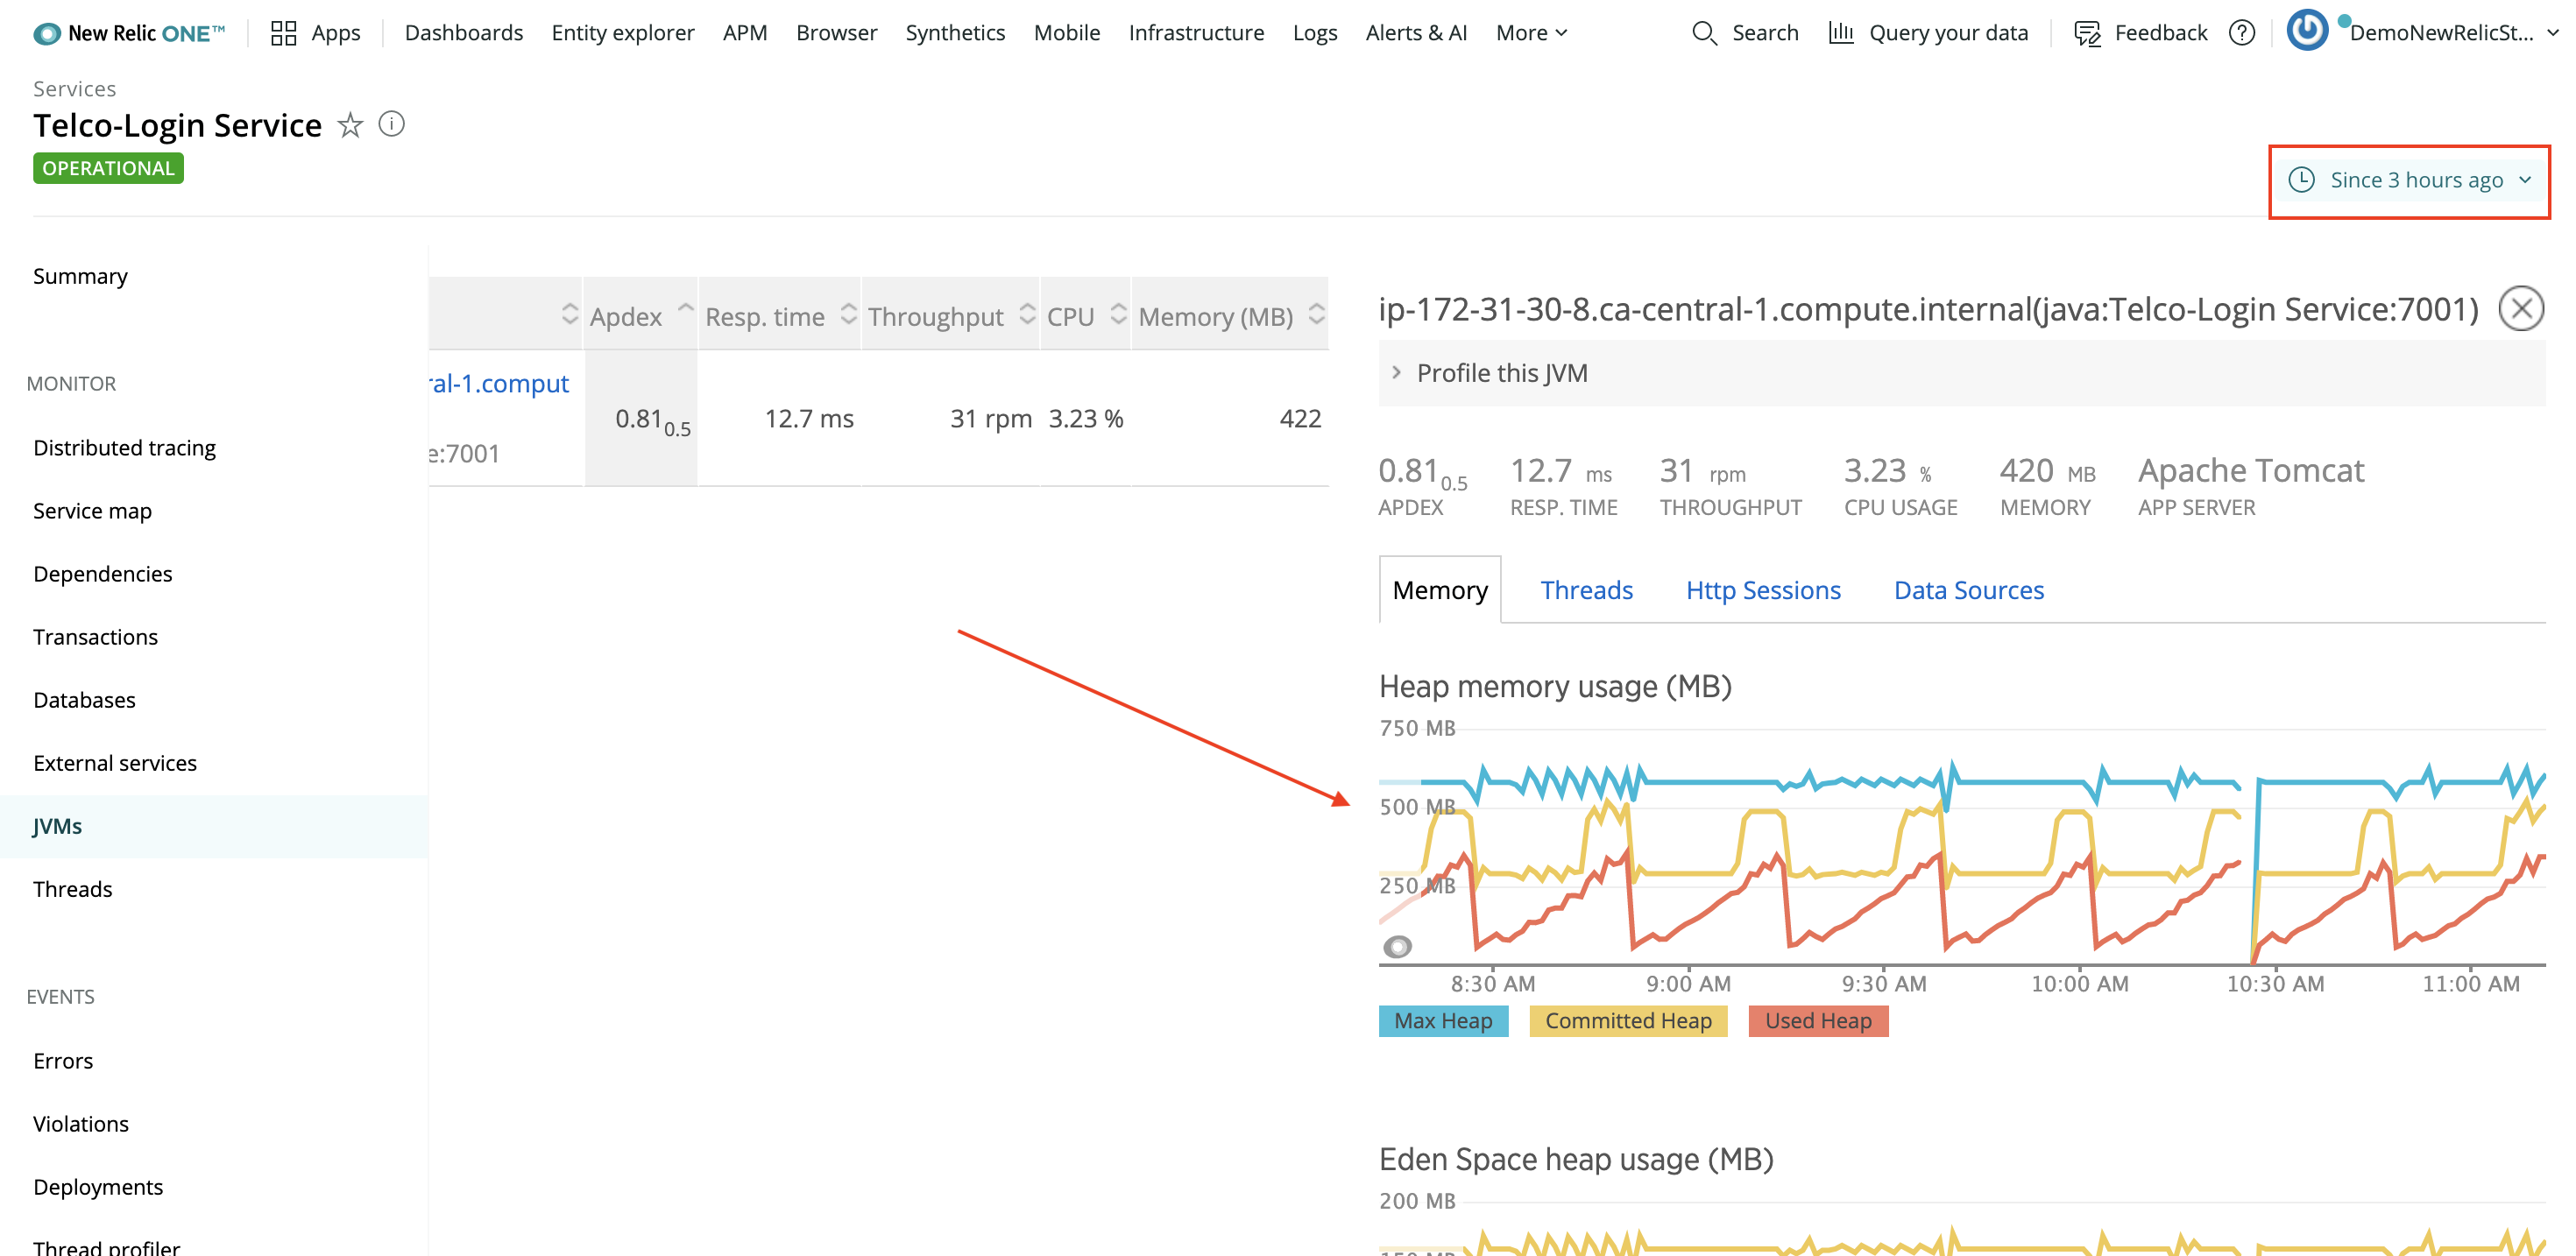 New Relic ONE™ Apps Dashboards Entity explorer APM Browser Synthetics Mobile Infrastructure Logs Alerts & AI More Search Query your data Feedback ? DemoNewRelicSt...
Services
Telco-Login Service
OPERATIONAL
Since 3 hours ago
Summary
MONITOR
Distributed tracing
Service map
Dependencies
Transactions
Databases
External services
JVMs
Threads
EVENTS
Errors
Violations
Deployments
Thread profiler
Apdex Resp. time Throughput CPU Memory (MB)
ral-1.comput
e:7001
0.81 0.5 12.7 ms 31 rpm 3.23 % 422
ip-172-31-30-8.ca-central-1.compute.internal(java:Telco-Login Service:7001)
Profile this JVM
0.81 0.5 12.7 ms 31 rpm 3.23 % 420 MB Apache Tomcat
APDEX RESP. TIME THROUGHPUT CPU USAGE MEMORY APP SERVER
Memory Threads Http Sessions Data Sources
Heap memory usage (MB)
750 MB
500 MB
250 MB
8:30 AM 9:00 AM 9:30 AM 10:00 AM 10:30 AM 11:00 AM
Max Heap Committed Heap Used Heap
Eden Space heap usage (MB)
200 MB
150 MB